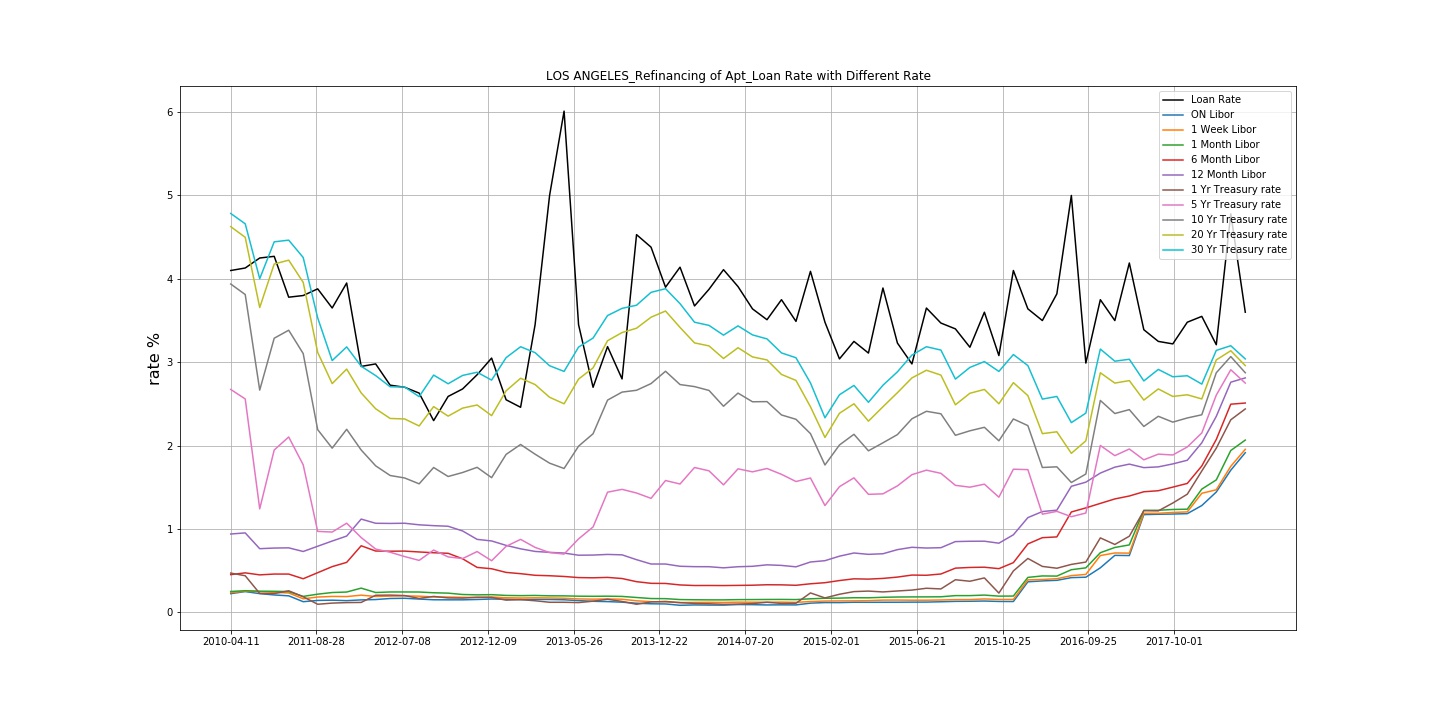 LOS ANGELES_Refinancing of Apt_Loan Rate with Different Rate
Loan Rate
ON Libor
1 Week Libor
1 Month Libor
6 Month Libor
12 Month Libor
1 Yr Treasury rate
5 Yr Treasury rate
10 Yr Treasury rate
20 Yr Treasury rate
30 Yr Treasury rate
rate %
6
5
4
3
2
1
0
2010-04-11
2011-08-28
2012-07-08
2012-12-09
2013-05-26
2013-12-22
2014-07-20
2015-02-01
2015-06-21
2015-10-25
2016-09-25
2017-10-01